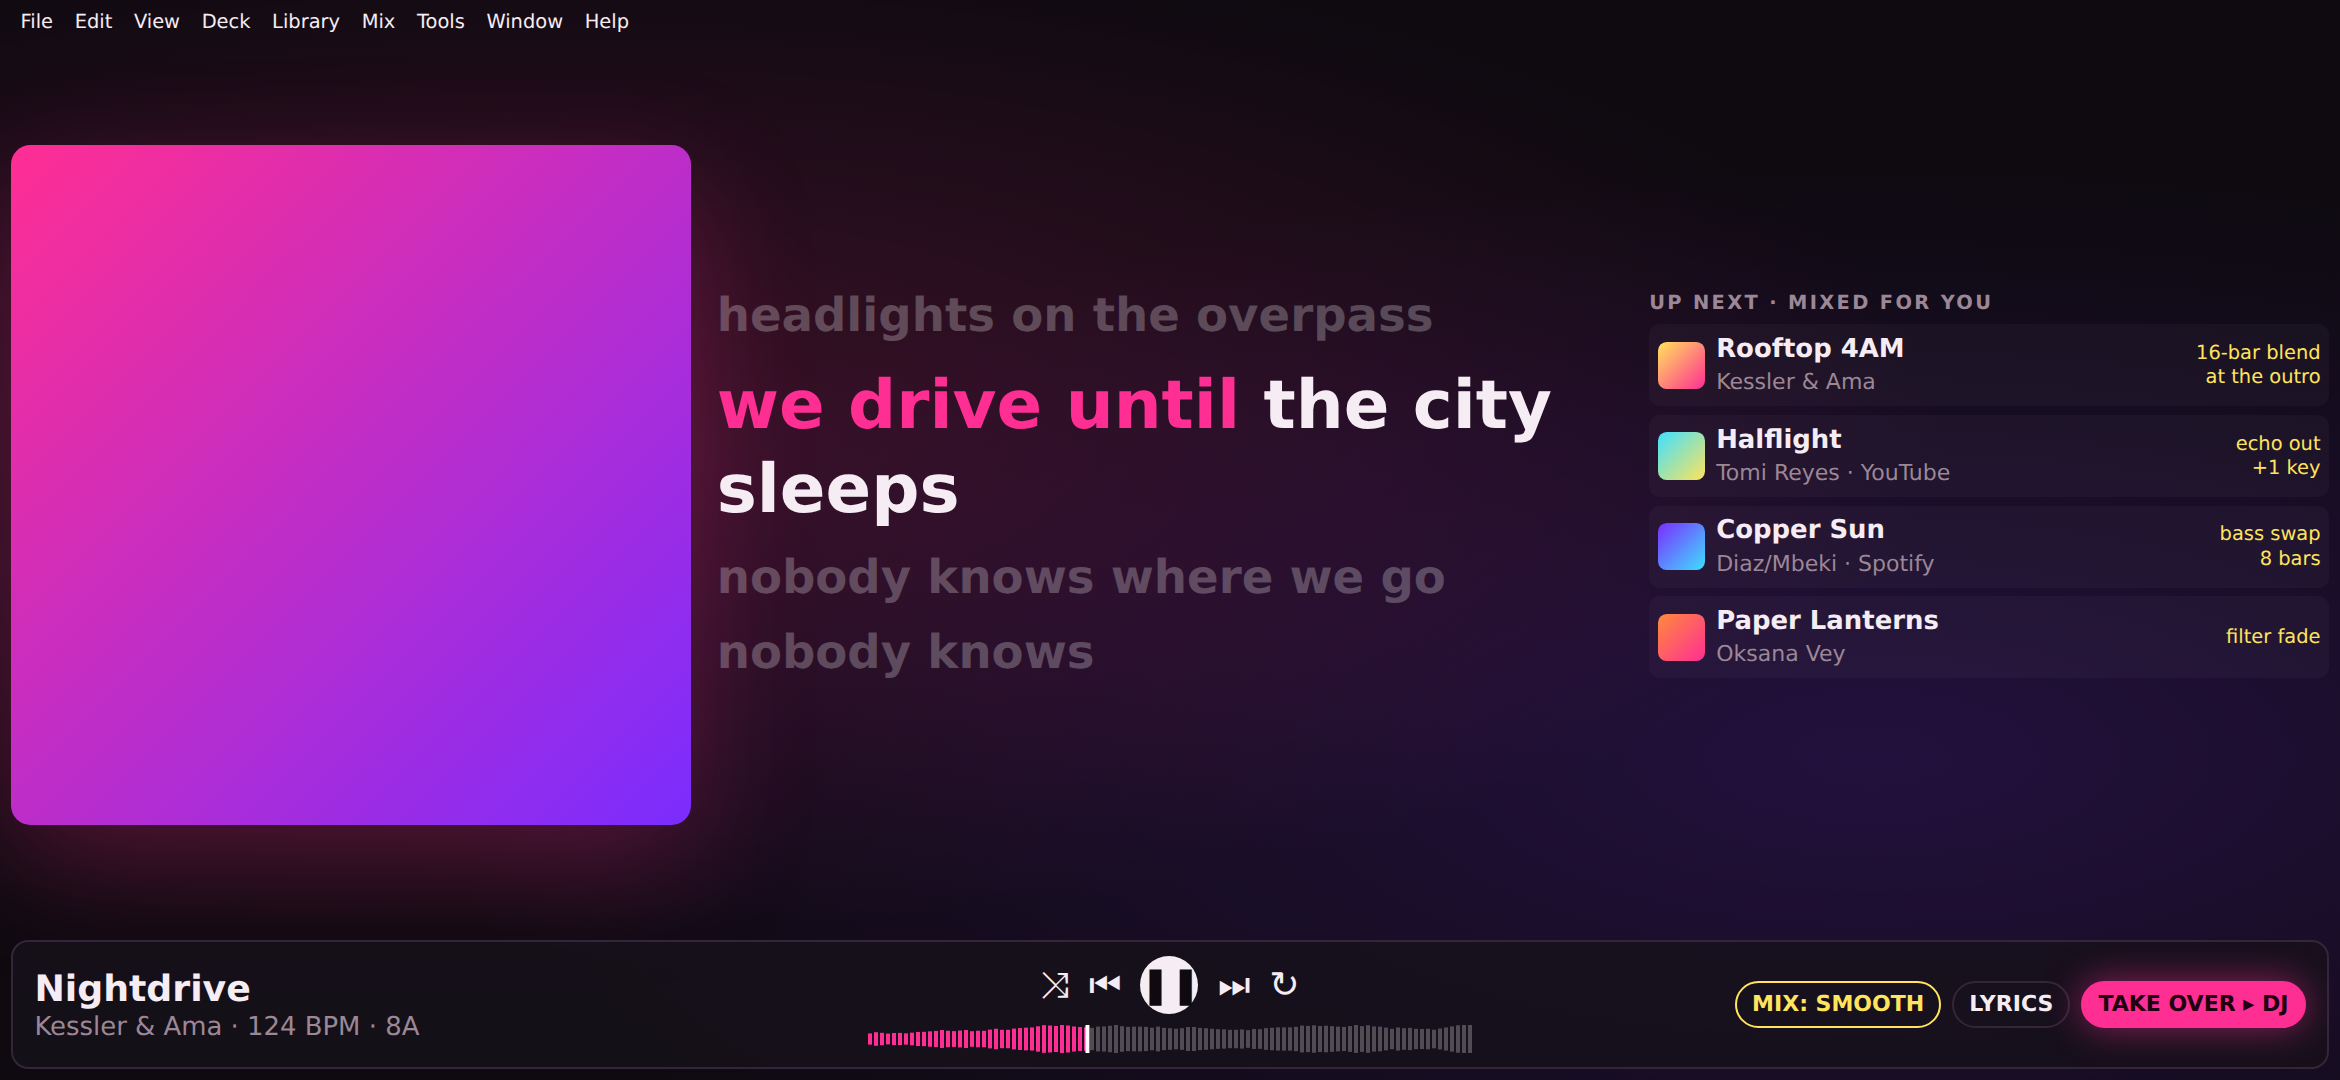 File Edit View Deck Library Mix Tools Window Help
headlights on the overpass
we drive until the city
sleeps
nobody knows where we go
nobody knows
UP NEXT · MIXED FOR YOU
Rooftop 4AM
Kessler & Ama
16-bar blend
at the outro
Halflight
Tomi Reyes · YouTube
echo out
+1 key
Copper Sun
Diaz/Mbeki · Spotify
bass swap
8 bars
Paper Lanterns
Oksana Vey
filter fade
Nightdrive
Kessler & Ama · 124 BPM · 8A
MIX: SMOOTH
LYRICS
TAKE OVER ▸ DJ